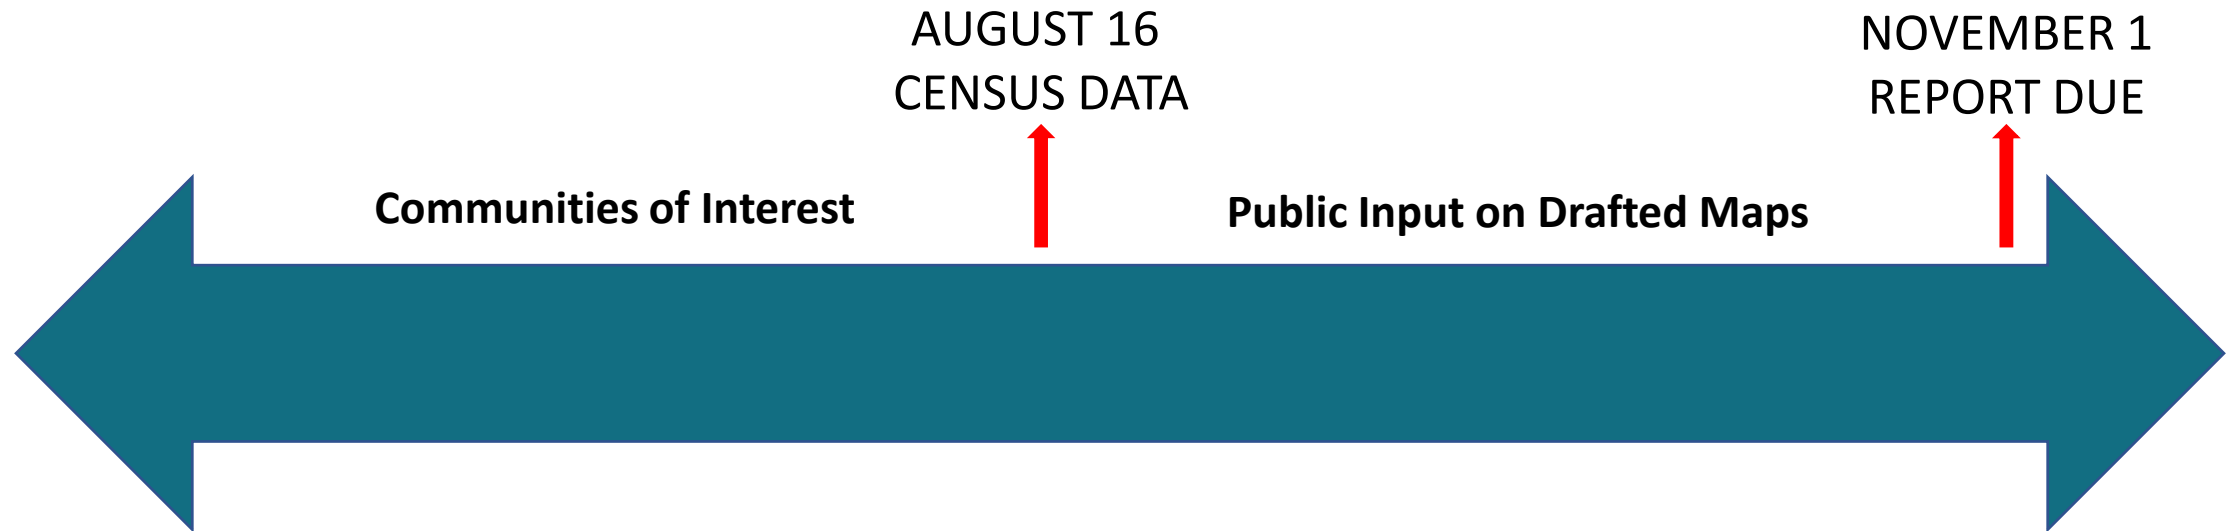 AUGUST 16
CENSUS DATA
NOVEMBER 1
REPORT DUE
Communities of Interest
Public Input on Drafted Maps